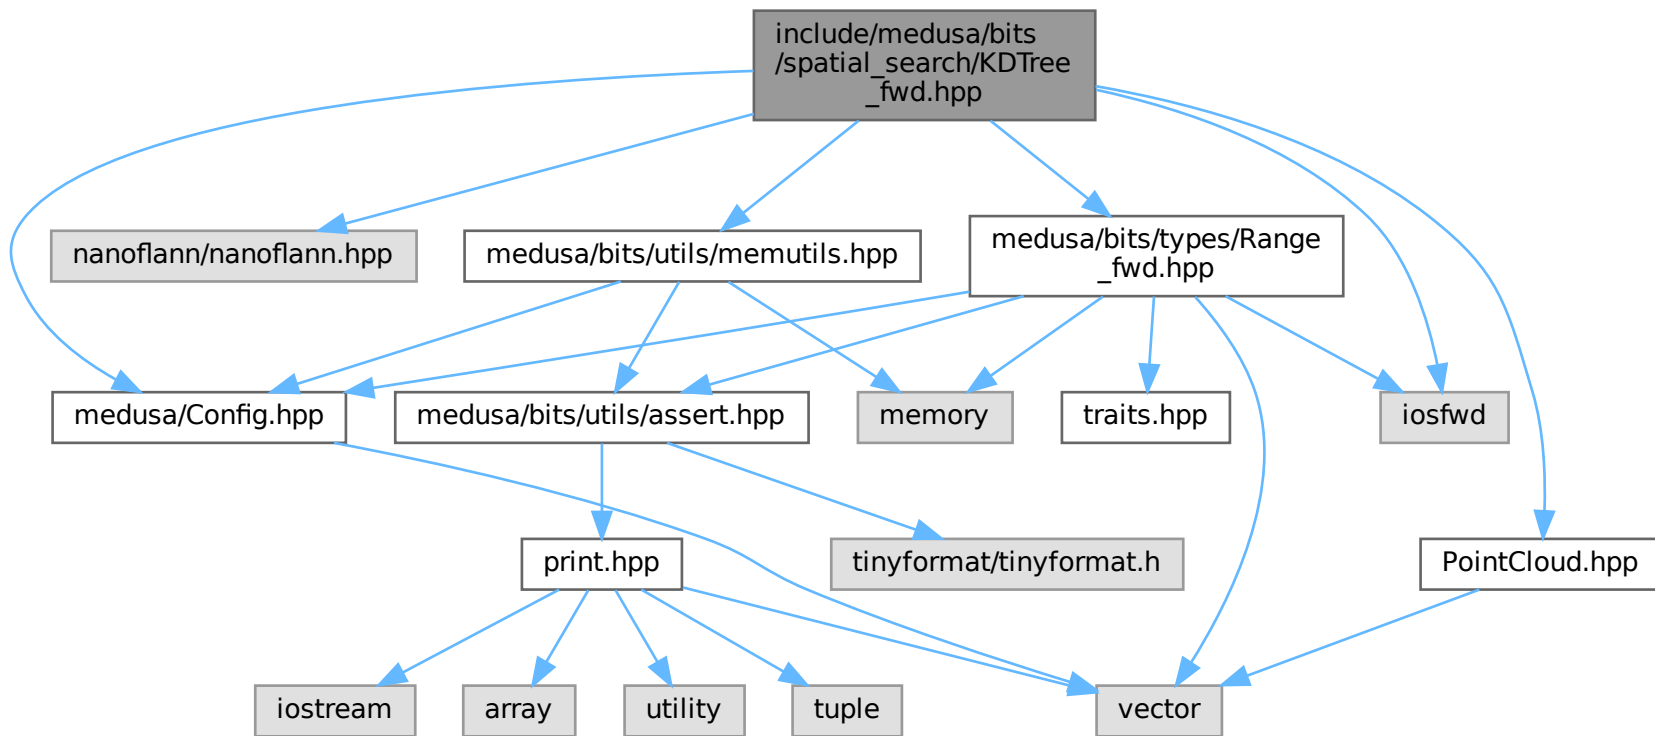 include/medusa/bits
/spatial_search/KDTree
_fwd.hpp
nanoflann/nanoflann.hpp
medusa/bits/utils/memutils.hpp
medusa/bits/types/Range
_fwd.hpp
medusa/Config.hpp
medusa/bits/utils/assert.hpp
memory
traits.hpp
iosfwd
print.hpp
tinyformat/tinyformat.h
PointCloud.hpp
iostream
array
utility
tuple
vector